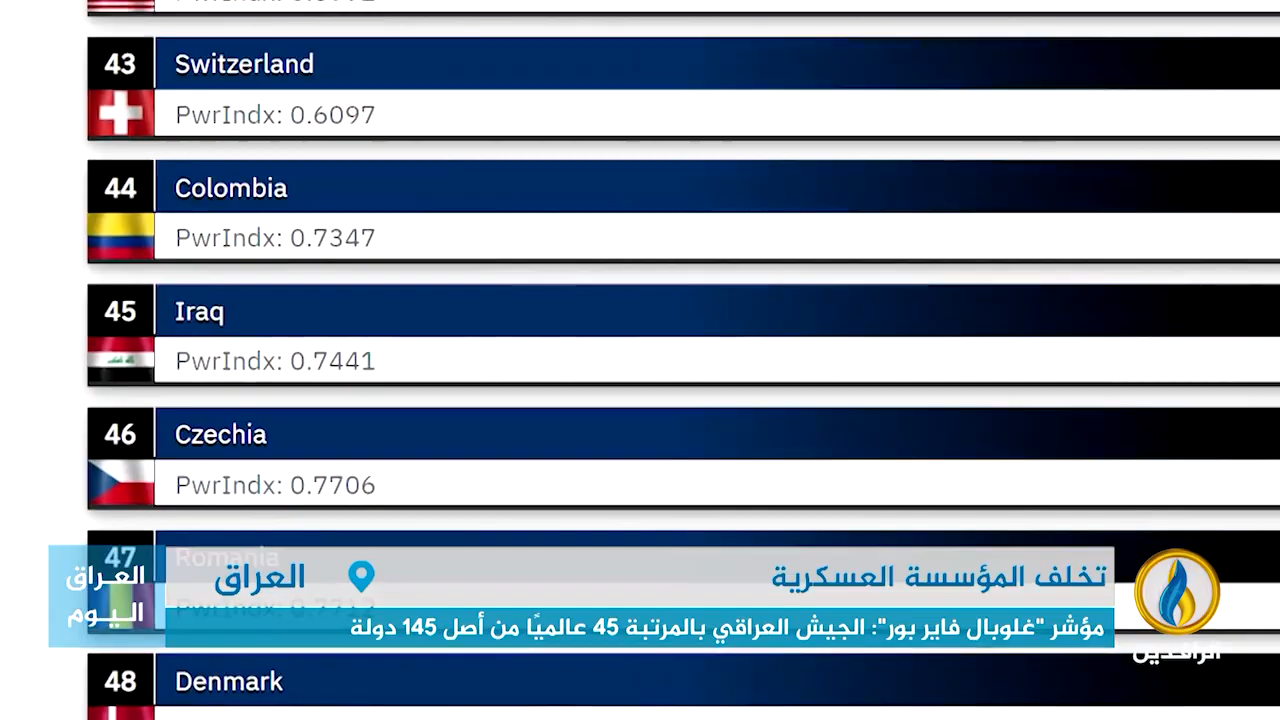 43 Switzerland
PwrIndx: 0.6097
44 Colombia
PwrIndx: 0.7347
45 Iraq
PwrIndx: 0.7441
46 Czechia
PwrIndx: 0.7706
47 Romania
تخلف المؤسسة العسكرية
العراق
العراق
اليوم
مؤشر "غلوبال فاير بور": الجيش العراقي بالمرتبة 45 عالميًا من أصل 145 دولة
الرافدين
48 Denmark